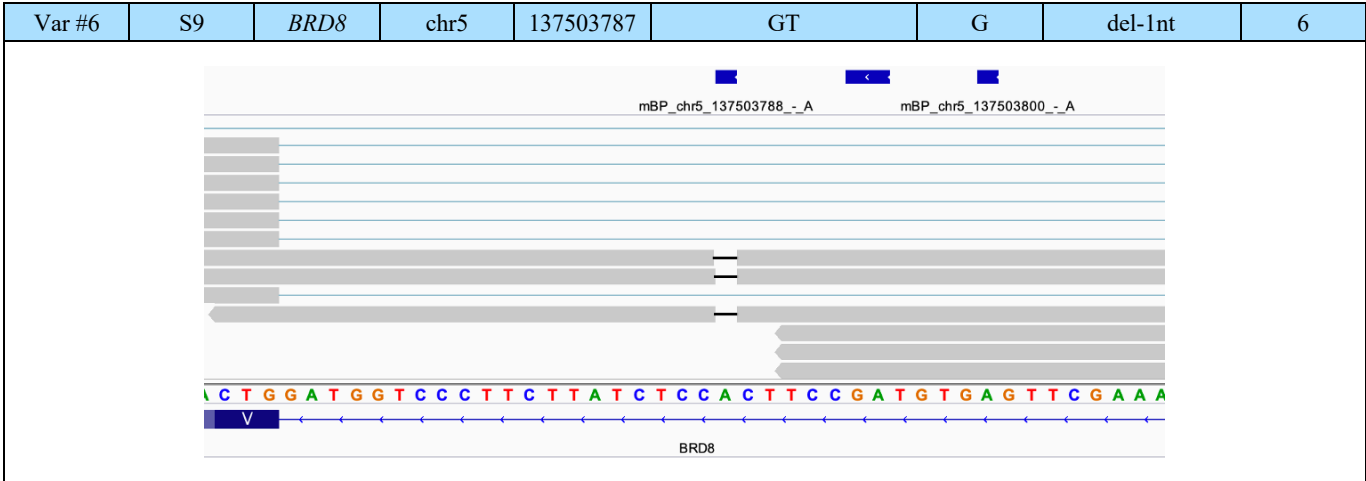 Var #6 S9 BRD8 chr5 137503787 GT G del-1nt 6
mBP_chr5_137503788_-_A mBP_chr5_137503800_-_A
A C T G G A T G G T C C C T T C T T A T C T C C A C T T C C G A T G T G A G T T C G A A A
V
BRD8